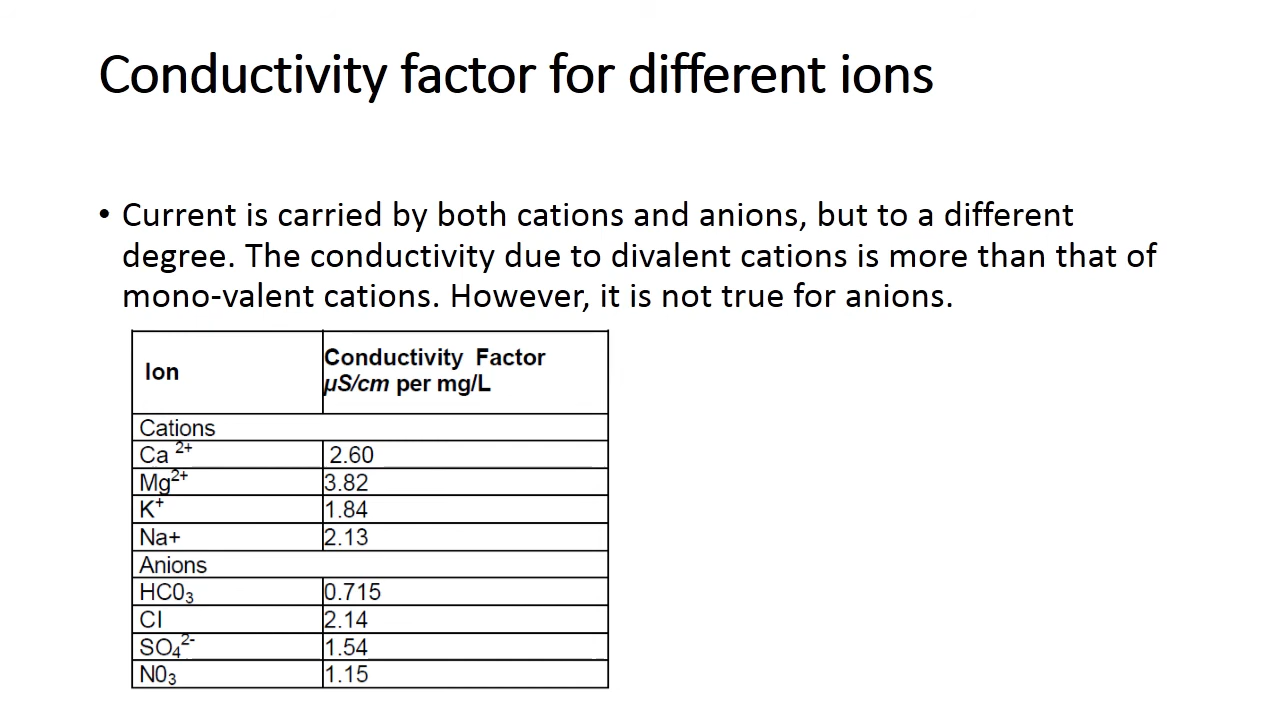 Conductivity factor for different ions
• Current is carried by both cations and anions, but to a different
degree. The conductivity due to divalent cations is more than that of
mono-valent cations. However, it is not true for anions.
Ion Conductivity Factor
µS/cm per mg/L
Cations
Ca 2+ 2.60
Mg2+ 3.82
K+ 1.84
Na+ 2.13
Anions
HC03 0.715
Cl 2.14
SO42- 1.54
N03 1.15